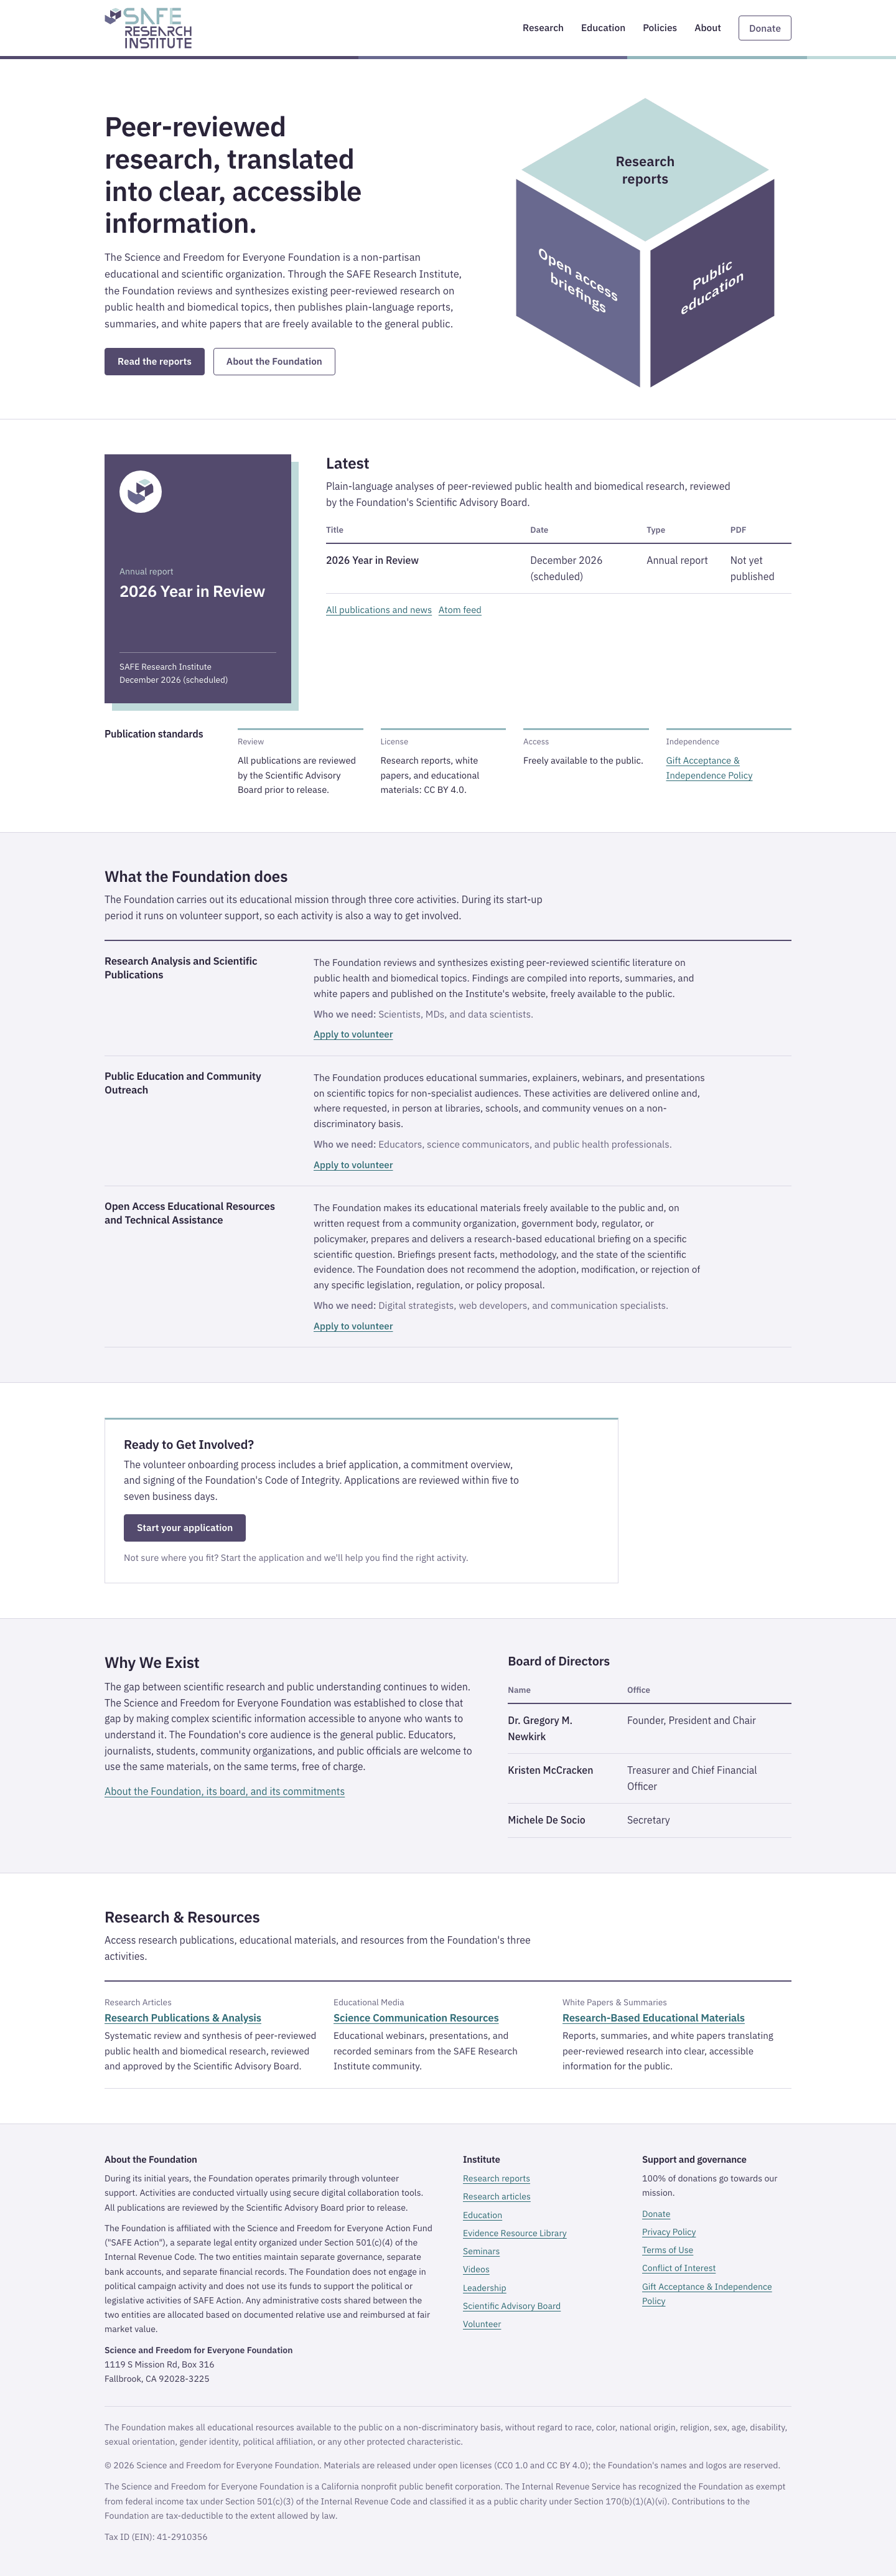 SAFE
RESEARCH
INSTITUTE
Research Education Policies About Donate
Peer-reviewed
research, translated
into clear, accessible
information.
The Science and Freedom for Everyone Foundation is a non-partisan
educational and scientific organization. Through the SAFE Research Institute,
the Foundation reviews and synthesizes existing peer-reviewed research on
public health and biomedical topics, then publishes plain-language reports,
summaries, and white papers that are freely available to the general public.
Read the reports About the Foundation
Research
reports
Open access
briefings
Public
education
Annual report
2026 Year in Review
SAFE Research Institute
December 2026 (scheduled)
Latest
Plain-language analyses of peer-reviewed public health and biomedical research, reviewed
by the Foundation's Scientific Advisory Board.
Title Date Type PDF
2026 Year in Review December 2026 Annual report Not yet
(scheduled) published
All publications and news Atom feed
Publication standards
Review
All publications are reviewed
by the Scientific Advisory
Board prior to release.
License
Research reports, white
papers, and educational
materials: CC BY 4.0.
Access
Freely available to the public.
Independence
Gift Acceptance &
Independence Policy
What the Foundation does
The Foundation carries out its educational mission through three core activities. During its start-up
period it runs on volunteer support, so each activity is also a way to get involved.
Research Analysis and Scientific
Publications
The Foundation reviews and synthesizes existing peer-reviewed scientific literature on
public health and biomedical topics. Findings are compiled into reports, summaries, and
white papers and published on the Institute's website, freely available to the public.
Who we need: Scientists, MDs, and data scientists.
Apply to volunteer
Public Education and Community
Outreach
The Foundation produces educational summaries, explainers, webinars, and presentations
on scientific topics for non-specialist audiences. These activities are delivered online and,
where requested, in person at libraries, schools, and community venues on a non-
discriminatory basis.
Who we need: Educators, science communicators, and public health professionals.
Apply to volunteer
Open Access Educational Resources
and Technical Assistance
The Foundation makes its educational materials freely available to the public and, on
written request from a community organization, government body, regulator, or
policymaker, prepares and delivers a research-based educational briefing on a specific
scientific question. Briefings present facts, methodology, and the state of the scientific
evidence. The Foundation does not recommend the adoption, modification, or rejection of
any specific legislation, regulation, or policy proposal.
Who we need: Digital strategists, web developers, and communication specialists.
Apply to volunteer
Ready to Get Involved?
The volunteer onboarding process includes a brief application, a commitment overview,
and signing of the Foundation's Code of Integrity. Applications are reviewed within five to
seven business days.
Start your application
Not sure where you fit? Start the application and we'll help you find the right activity.
Why We Exist
The gap between scientific research and public understanding continues to widen.
The Science and Freedom for Everyone Foundation was established to close that
gap by making complex scientific information accessible to anyone who wants to
understand it. The Foundation's core audience is the general public. Educators,
journalists, students, community organizations, and public officials are welcome to
use the same materials, on the same terms, free of charge.
About the Foundation, its board, and its commitments
Board of Directors
Name Office
Dr. Gregory M. Founder, President and Chair
Newkirk
Kristen McCracken Treasurer and Chief Financial
Officer
Michele De Socio Secretary
Research & Resources
Access research publications, educational materials, and resources from the Foundation's three
activities.
Research Articles
Research Publications & Analysis
Systematic review and synthesis of peer-reviewed
public health and biomedical research, reviewed
and approved by the Scientific Advisory Board.
Educational Media
Science Communication Resources
Educational webinars, presentations, and
recorded seminars from the SAFE Research
Institute community.
White Papers & Summaries
Research-Based Educational Materials
Reports, summaries, and white papers translating
peer-reviewed research into clear, accessible
information for the public.
About the Foundation
During its initial years, the Foundation operates primarily through volunteer
support. Activities are conducted virtually using secure digital collaboration tools.
All publications are reviewed by the Scientific Advisory Board prior to release.
The Foundation is affiliated with the Science and Freedom for Everyone Action Fund
("SAFE Action"), a separate legal entity organized under Section 501(c)(4) of the
Internal Revenue Code. The two entities maintain separate governance, separate
bank accounts, and separate financial records. The Foundation does not engage in
political campaign activity and does not use its funds to support the political or
legislative activities of SAFE Action. Any administrative costs shared between the
two entities are allocated based on documented relative use and reimbursed at fair
market value.
Science and Freedom for Everyone Foundation
1119 S Mission Rd, Box 316
Fallbrook, CA 92028-3225
Institute
Research reports
Research articles
Education
Evidence Resource Library
Seminars
Videos
Leadership
Scientific Advisory Board
Volunteer
Support and governance
100% of donations go towards our
mission.
Donate
Privacy Policy
Terms of Use
Conflict of Interest
Gift Acceptance & Independence
Policy
The Foundation makes all educational resources available to the public on a non-discriminatory basis, without regard to race, color, national origin, religion, sex, age, disability,
sexual orientation, gender identity, political affiliation, or any other protected characteristic.
© 2026 Science and Freedom for Everyone Foundation. Materials are released under open licenses (CC0 1.0 and CC BY 4.0); the Foundation's names and logos are reserved.
The Science and Freedom for Everyone Foundation is a California nonprofit public benefit corporation. The Internal Revenue Service has recognized the Foundation as exempt
from federal income tax under Section 501(c)(3) of the Internal Revenue Code and classified it as a public charity under Section 170(b)(1)(A)(vi). Contributions to the
Foundation are tax-deductible to the extent allowed by law.
Tax ID (EIN): 41-2910356